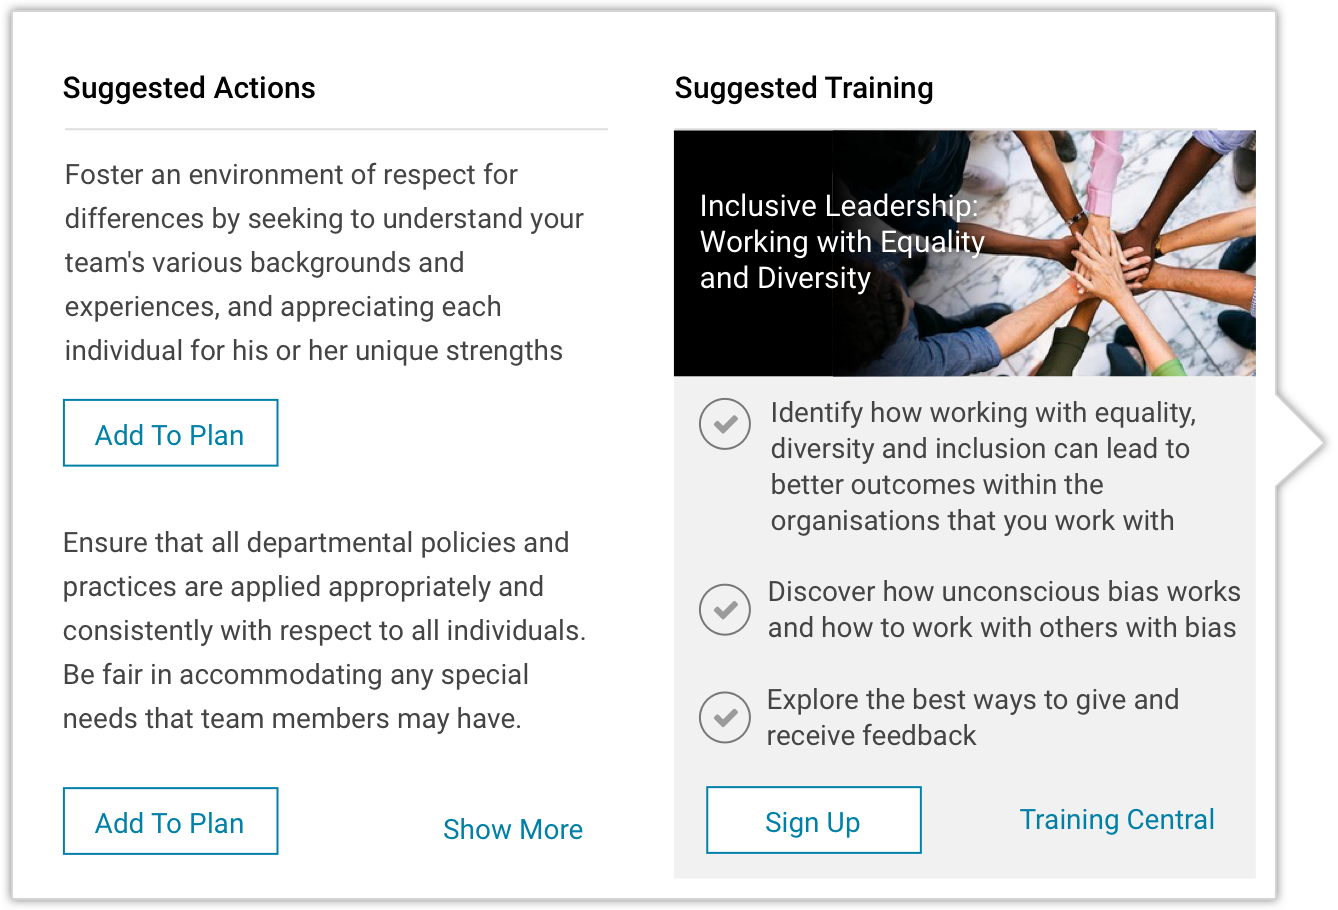 Suggested Actions
Foster an environment of respect for
differences by seeking to understand your
team's various backgrounds and
experiences, and appreciating each
individual for his or her unique strengths
Add To Plan
Ensure that all departmental policies and
practices are applied appropriately and
consistently with respect to all individuals.
Be fair in accommodating any special
needs that team members may have.
Add To Plan
Show More
Suggested Training
Inclusive Leadership:
Working with Equality
and Diversity
Identify how working with equality,
diversity and inclusion can lead to
better outcomes within the
organisations that you work with
Discover how unconscious bias works
and how to work with others with bias
Explore the best ways to give and
receive feedback
Sign Up
Training Central